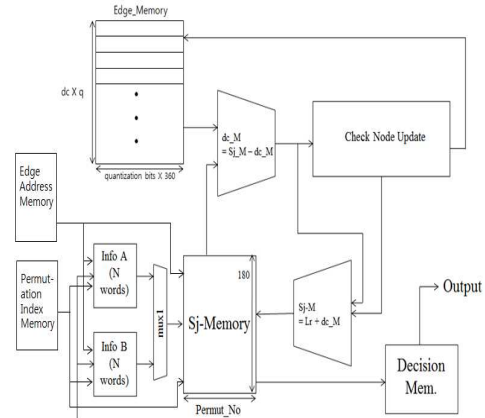 Edge_Memory
dc X q
quantization bits X 360
dc_M
= Sj_M – dc_M
Check Node Update
Edge
Address
Memory
Permut-
ation
Index
Memory
Info A
(N
words)
Info B
(N
words)
mux1
180
Sj-Memory
Permut_No
Sj-M
= Lr + dc_M
Output
Decision
Mem.